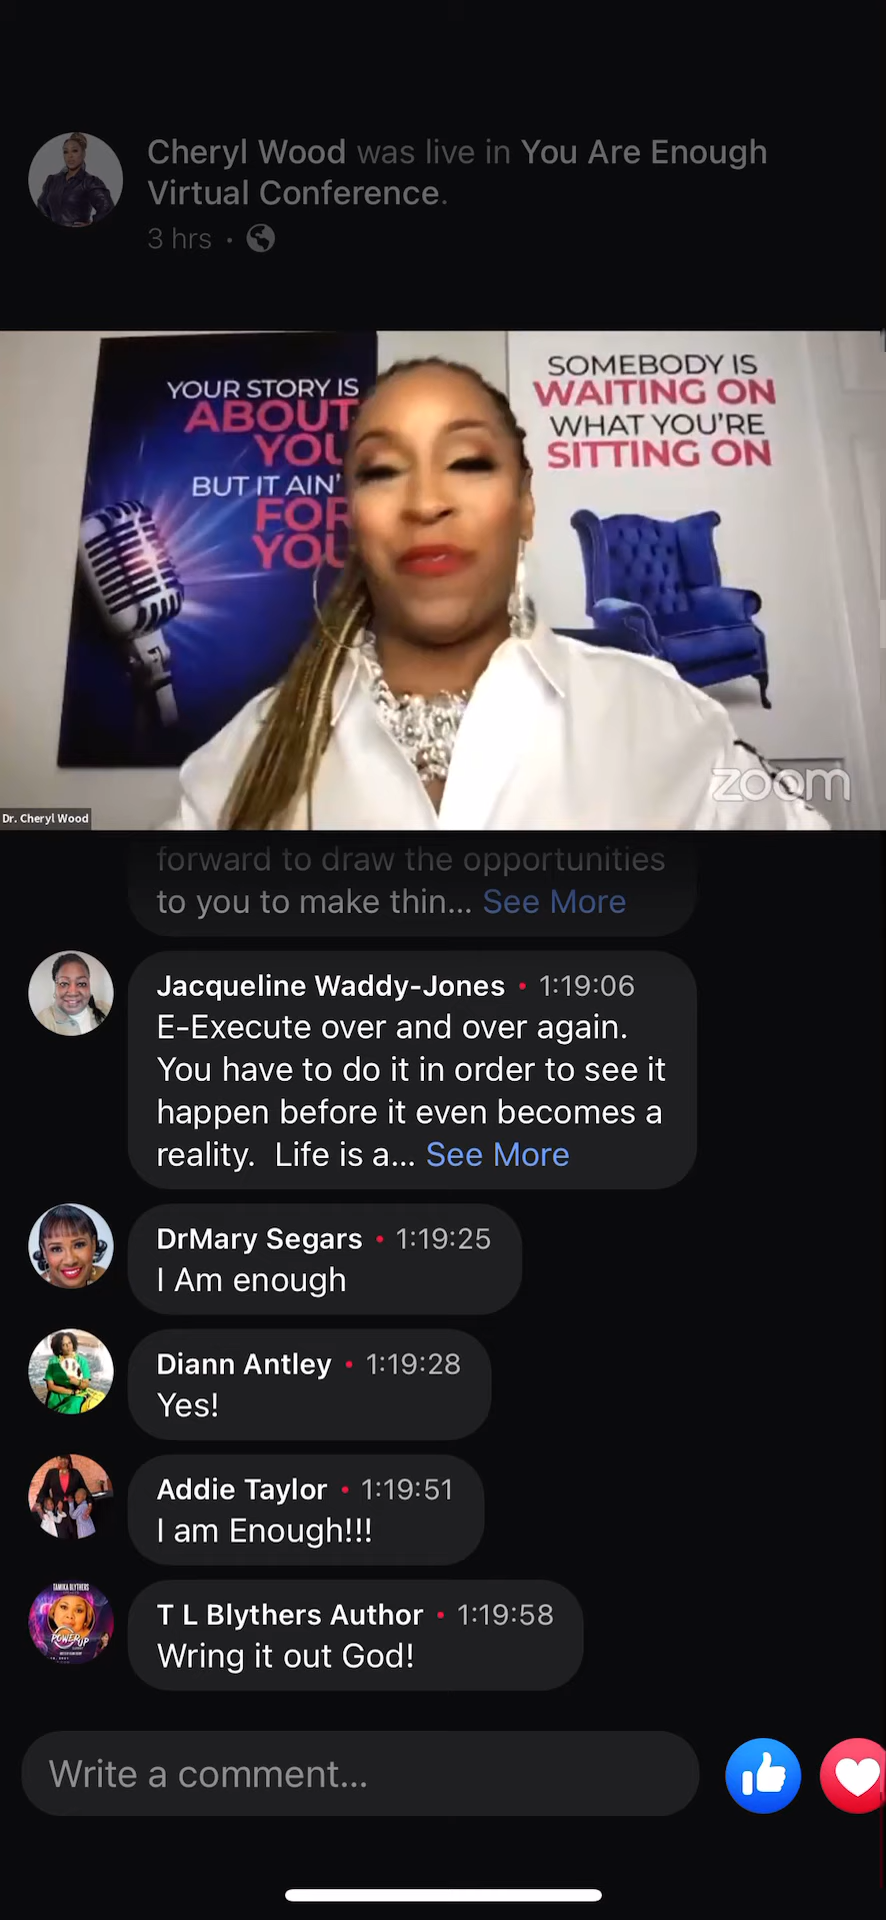 Cheryl Wood was live in You Are Enough
Virtual Conference.
3 hrs ·
YOUR STORY IS
ABOUT
YOU
BUT IT AIN'
FOR
YOU
SOMEBODY IS
WAITING ON
WHAT YOU'RE
SITTING ON
zoom
Dr. Cheryl Wood
forward to draw the opportunities
to you to make thin... See More
Jacqueline Waddy-Jones • 1:19:06
E-Execute over and over again.
You have to do it in order to see it
happen before it even becomes a
reality.  Life is a... See More
DrMary Segars • 1:19:25
I Am enough
Diann Antley • 1:19:28
Yes!
Addie Taylor • 1:19:51
I am Enough!!!
TAMIKA BLYTHERS
POWER UP
T L Blythers Author • 1:19:58
Wring it out God!
Write a comment...